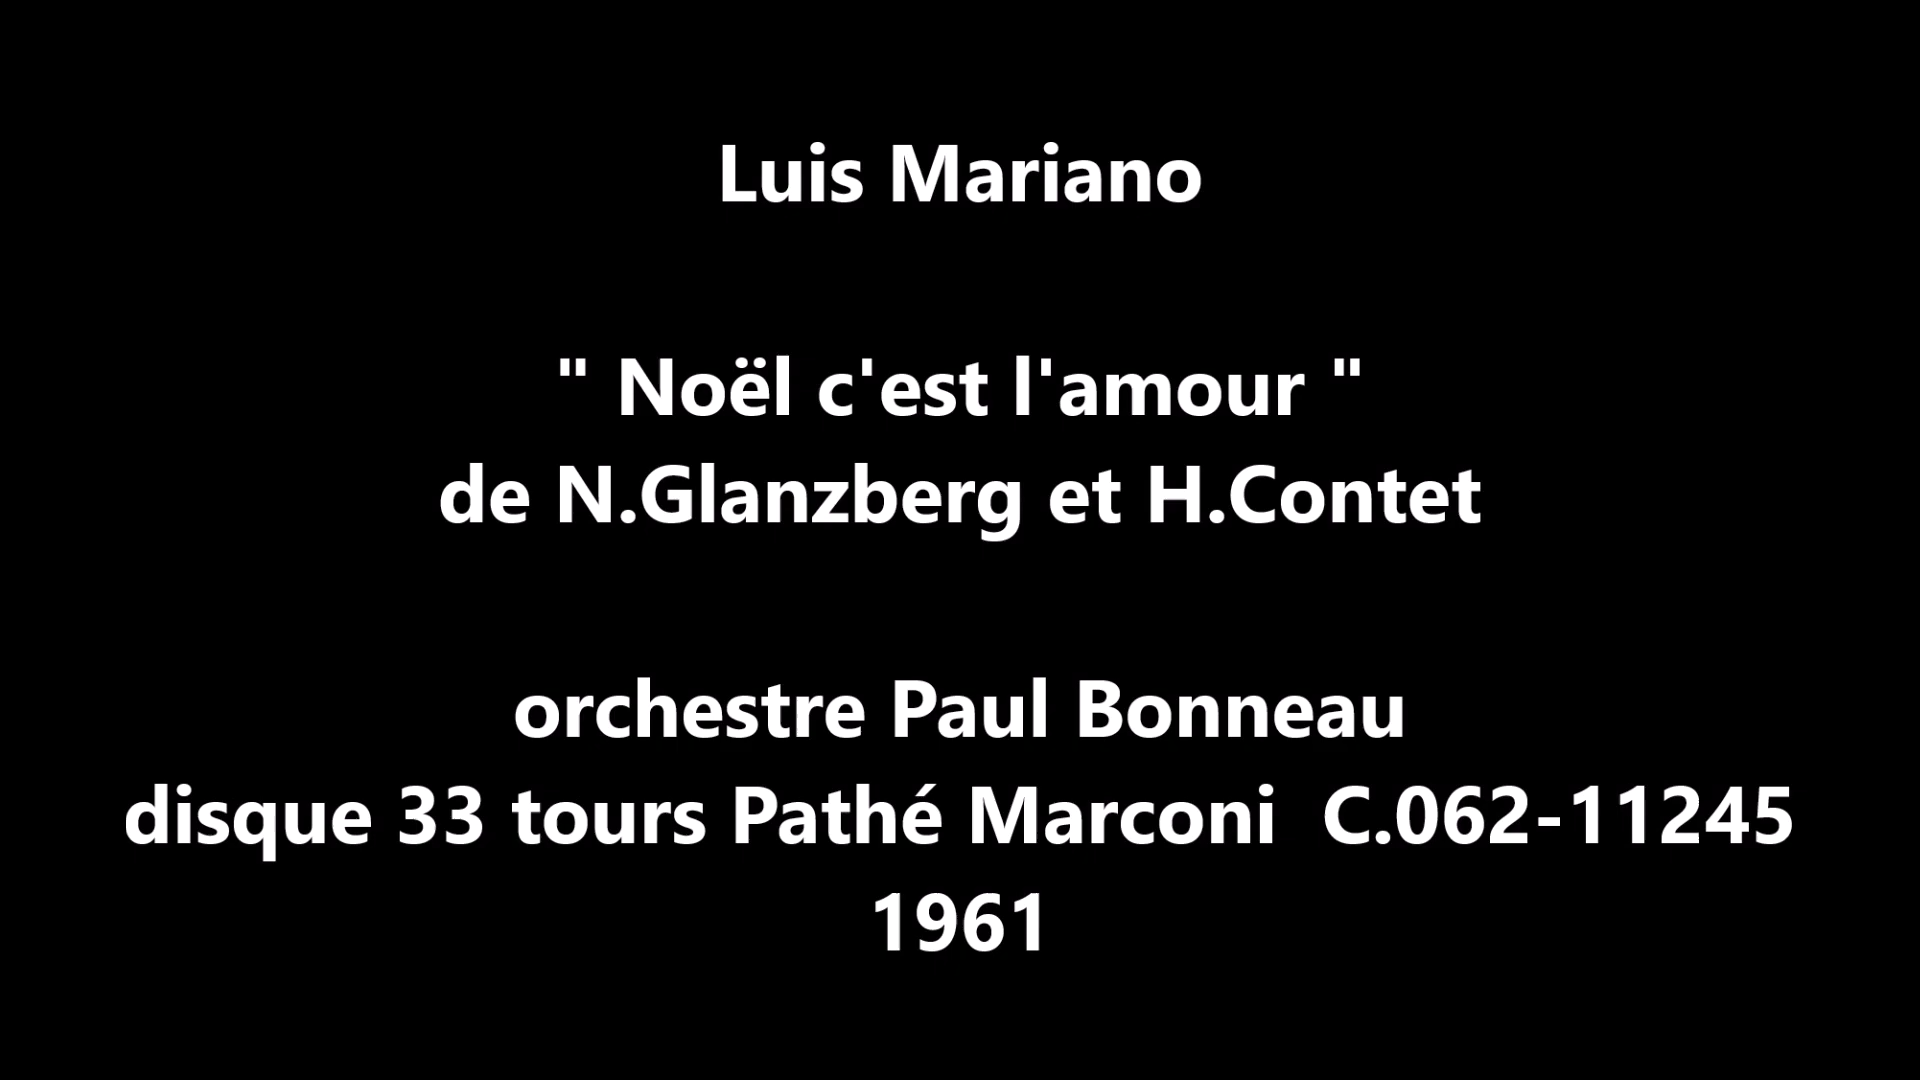 Luis Mariano
" Noël c'est l'amour "
de N.Glanzberg et H.Contet
orchestre Paul Bonneau
disque 33 tours Pathé Marconi  C.062-11245
1961